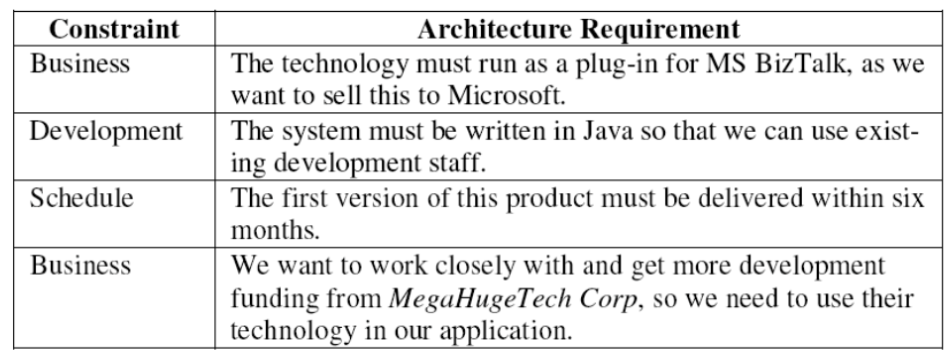 Constraint Architecture Requirement
Business The technology must run as a plug-in for MS BizTalk, as we
want to sell this to Microsoft.
Development The system must be written in Java so that we can use exist-
ing development staff.
Schedule The first version of this product must be delivered within six
months.
Business We want to work closely with and get more development
funding from MegaHugeTech Corp, so we need to use their
technology in our application.